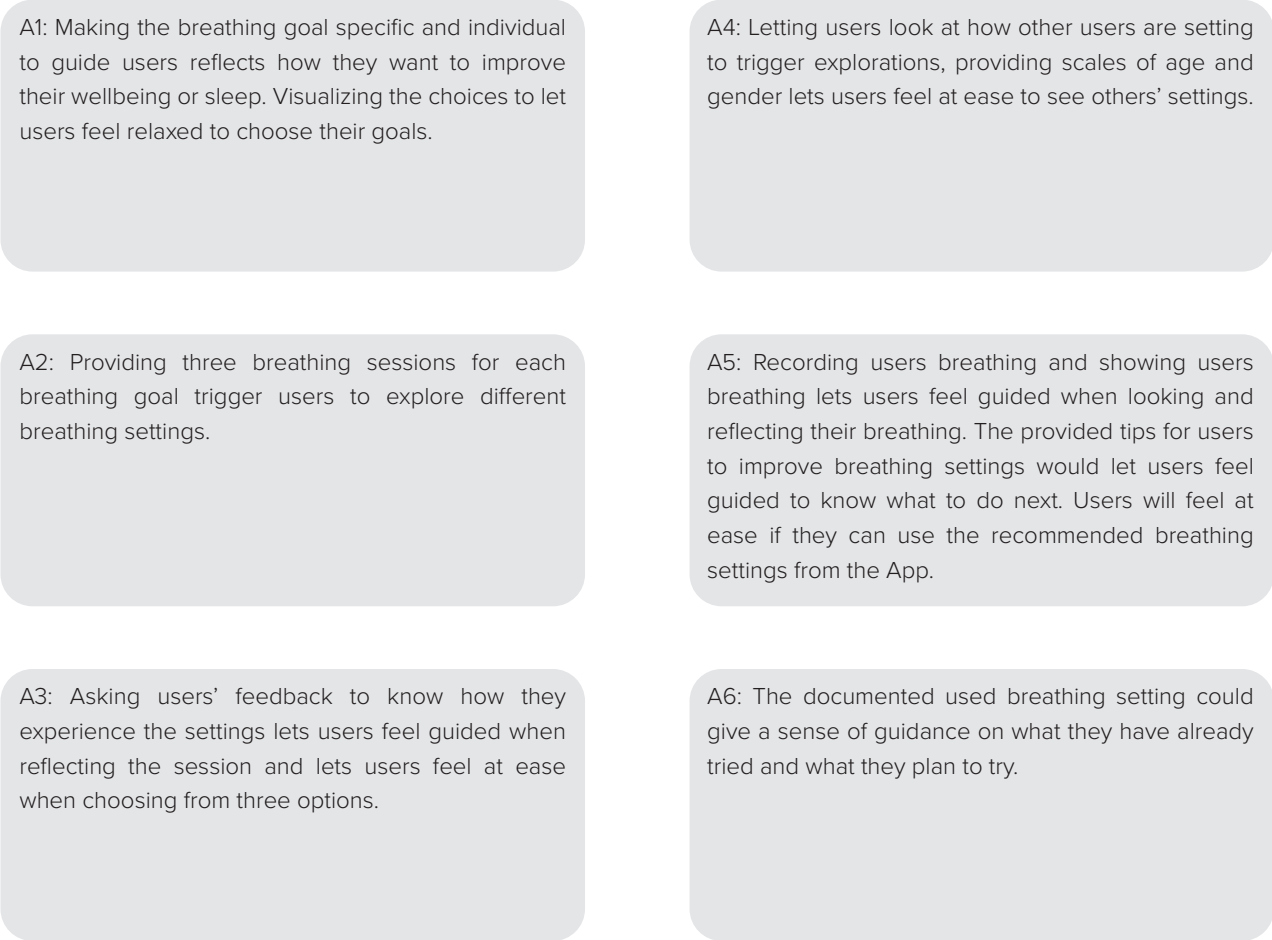 A1: Making the breathing goal specific and individual
to guide users reflects how they want to improve
their wellbeing or sleep. Visualizing the choices to let
users feel relaxed to choose their goals.
A2: Providing three breathing sessions for each
breathing goal trigger users to explore different
breathing settings.
A3: Asking users’ feedback to know how they
experience the settings lets users feel guided when
reflecting the session and lets users feel at ease
when choosing from three options.
A4: Letting users look at how other users are setting
to trigger explorations, providing scales of age and
gender lets users feel at ease to see others’ settings.
A5: Recording users breathing and showing users
breathing lets users feel guided when looking and
reflecting their breathing. The provided tips for users
to improve breathing settings would let users feel
guided to know what to do next. Users will feel at
ease if they can use the recommended breathing
settings from the App.
A6: The documented used breathing setting could
give a sense of guidance on what they have already
tried and what they plan to try.